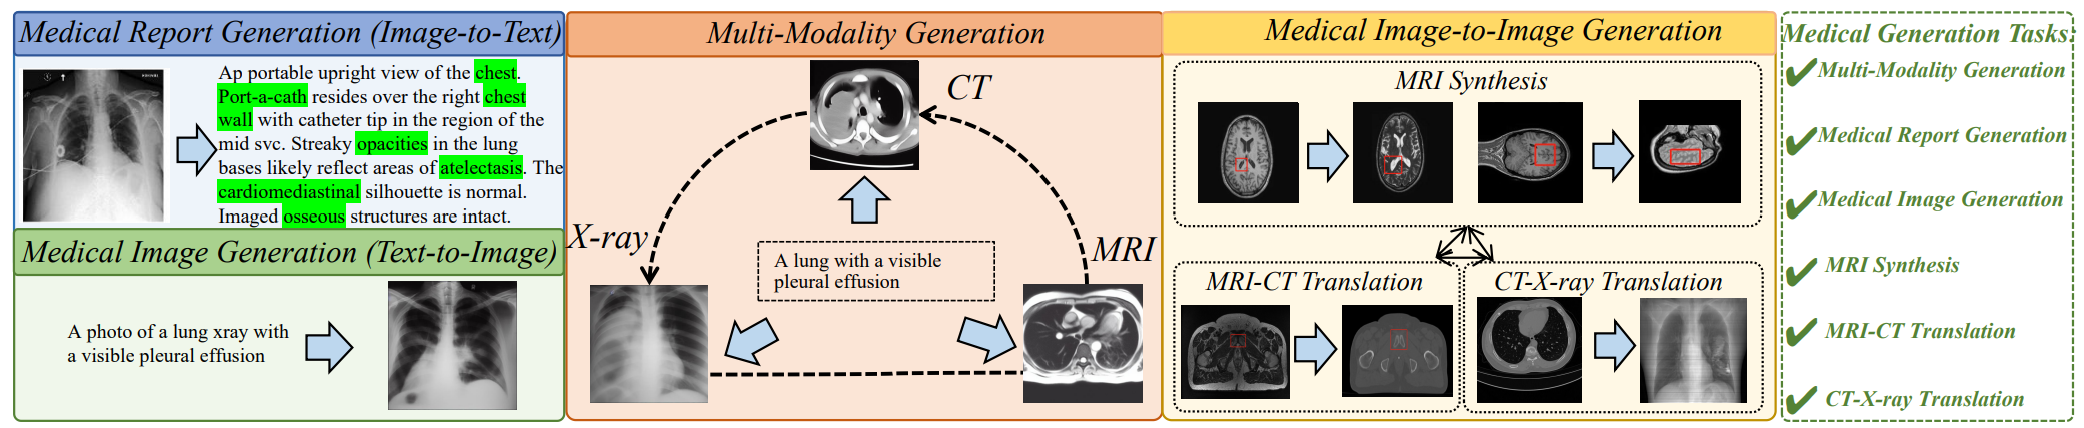 Medical Report Generation (Image-to-Text)
Ap portable upright view of the chest.
Port-a-cath resides over the right chest
wall with catheter tip in the region of the
mid svc. Streaky opacities in the lung
bases likely reflect areas of atelectasis. The
cardiomediastinal silhouette is normal.
Imaged osseous structures are intact.
Medical Image Generation (Text-to-Image)
A photo of a lung xray with
a visible pleural effusion
Multi-Modality Generation
CT
X-ray
MRI
A lung with a visible
pleural effusion
Medical Image-to-Image Generation
MRI Synthesis
MRI-CT Translation
CT-X-ray Translation
Medical Generation Tasks:
Multi-Modality Generation
Medical Report Generation
Medical Image Generation
MRI Synthesis
MRI-CT Translation
CT-X-ray Translation